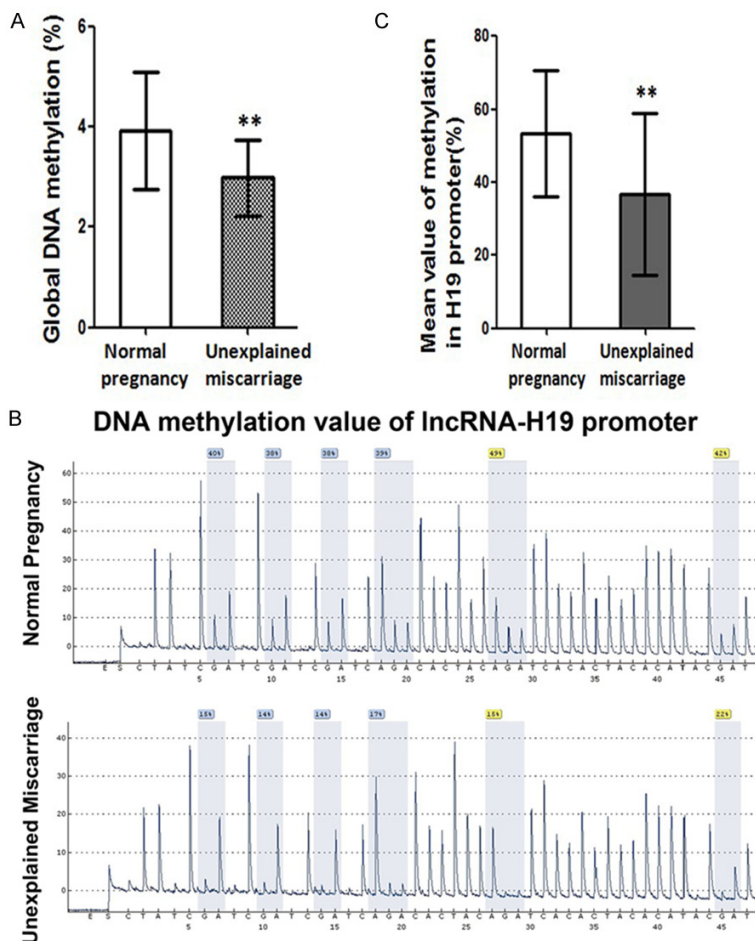 A
Global DNA methylation (%)
6
4
2
0
**
Normal
pregnancy
Unexplained
miscarriage
C
Mean value of methylation
in H19 promoter(%)
80
60
40
20
0
**
Normal
pregnancy
Unexplained
miscarriage
B
DNA methylation value of lncRNA-H19 promoter
Normal Pregnancy
40% 38% 38% 39% 49% 42%
60
50
40
30
20
10
0
E S C T A T C G A T C G A T C G A T C A G A C A C T A C A G A T C A C A C T A C A C A T A C G A T
5 10 15 20 25 30 35 40 45
Unexplained Miscarriage
15% 14% 14% 17% 15% 22%
40
30
20
10
0
E S C T A T C G A T C G A T C G A T C A G A C A C T A C A G A T C A C A C T A C A C A T A C G A T
5 10 15 20 25 30 35 40 45